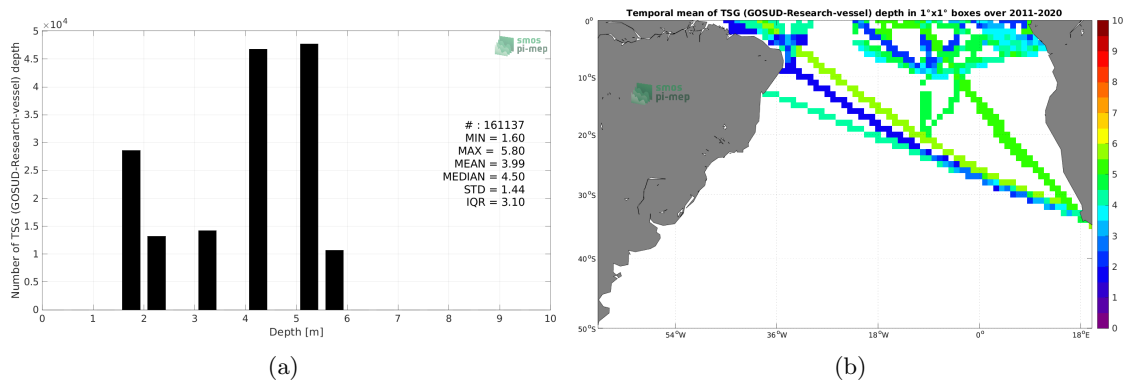 ×10⁴
5
4.5
4
3.5
3
2.5
2
1.5
1
0.5
0
Number of TSG (GOSUD-Research-vessel) depth
smos
pi-mep
# : 161137
MIN = 1.60
MAX = 5.80
MEAN = 3.99
MEDIAN = 4.50
STD = 1.44
IQR = 3.10
0 1 2 3 4 5 6 7 8 9 10
Depth [m]
(a)
Temporal mean of TSG (GOSUD-Research-vessel) depth in 1°x1° boxes over 2011-2020
0°
10°S
20°S
30°S
40°S
50°S
smos
pi-mep
54°W 36°W 18°W 0° 18°E
10
9
8
7
6
5
4
3
2
1
0
(b)